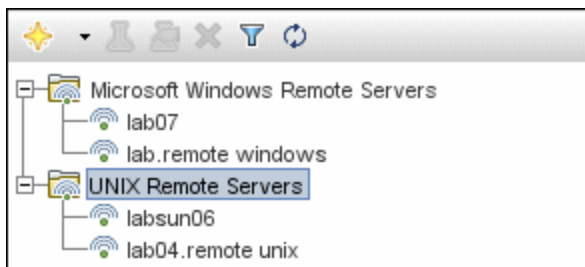 Microsoft Windows Remote Servers
lab07
lab.remote windows
UNIX Remote Servers
labsun06
lab04.remote unix